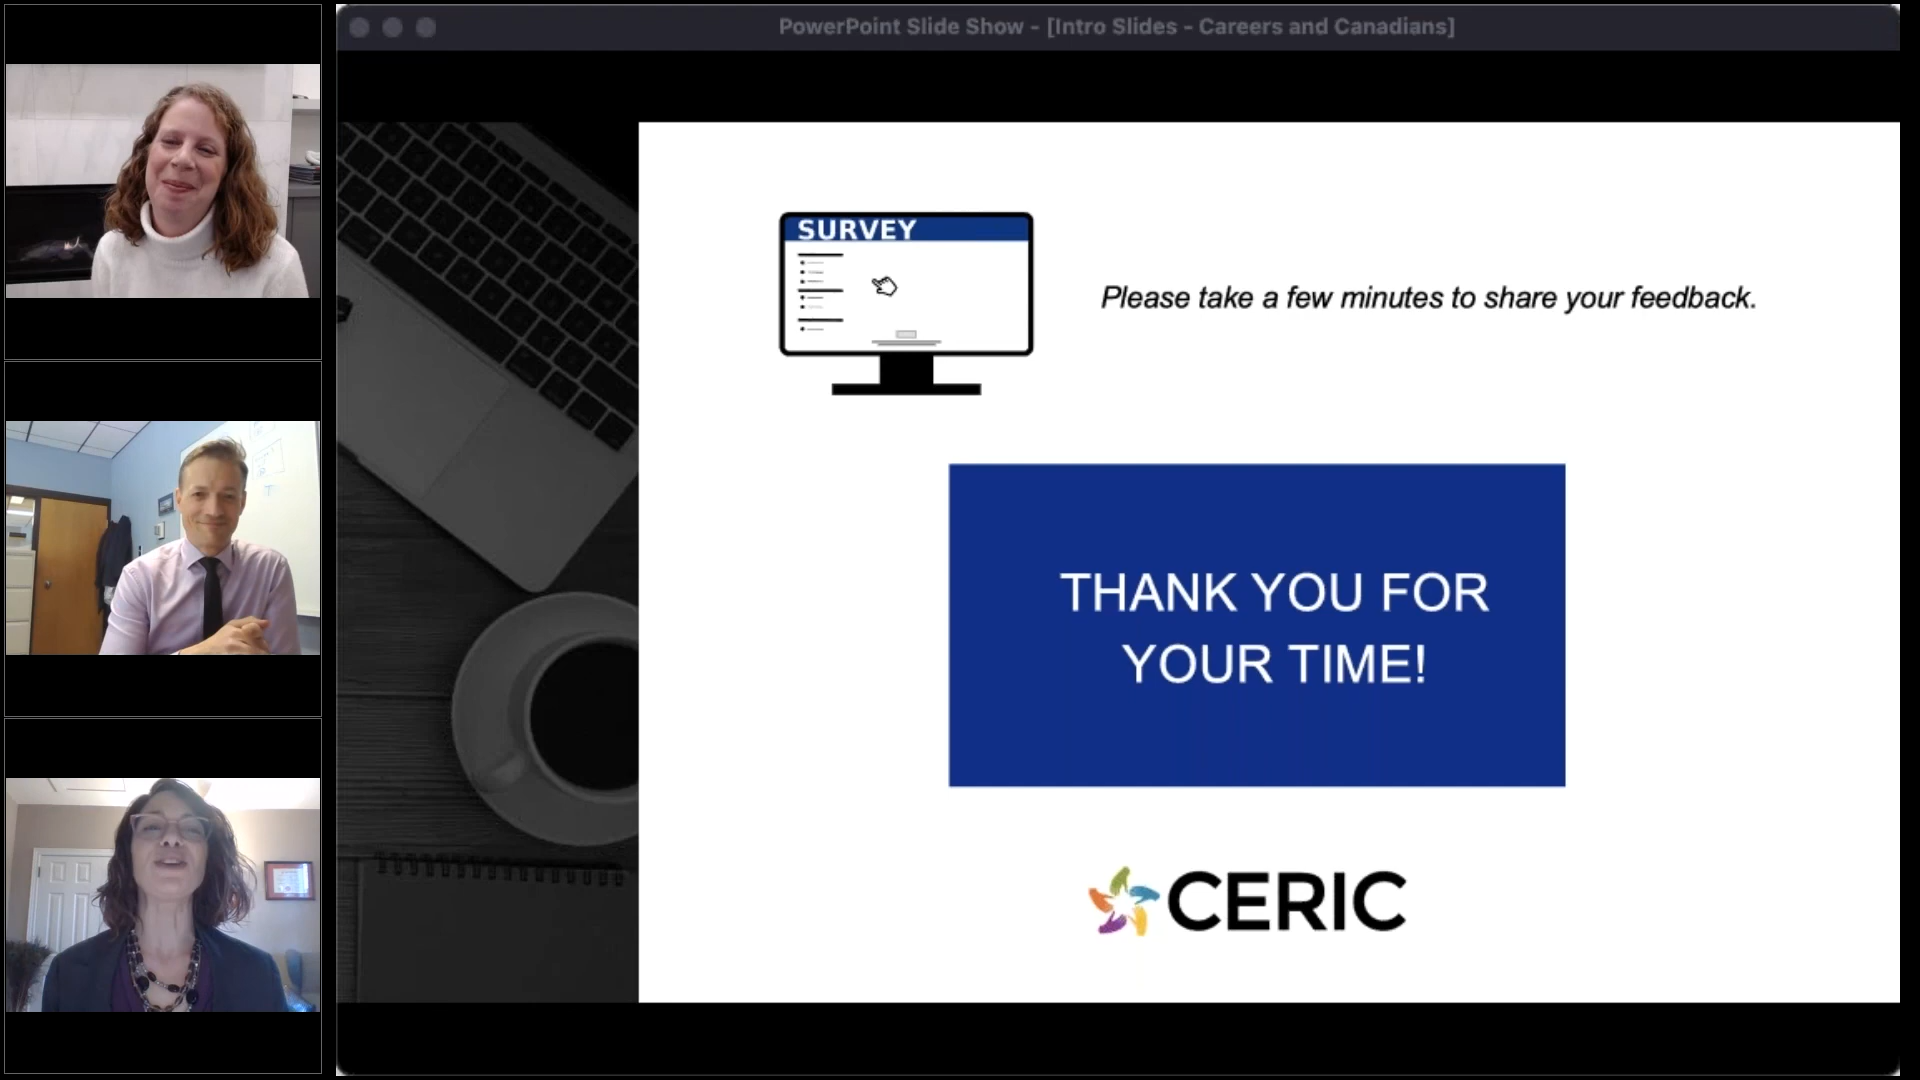 PowerPoint Slide Show - [Intro Slides - Careers and Canadians]
SURVEY
Please take a few minutes to share your feedback.
THANK YOU FOR
YOUR TIME!
CERIC